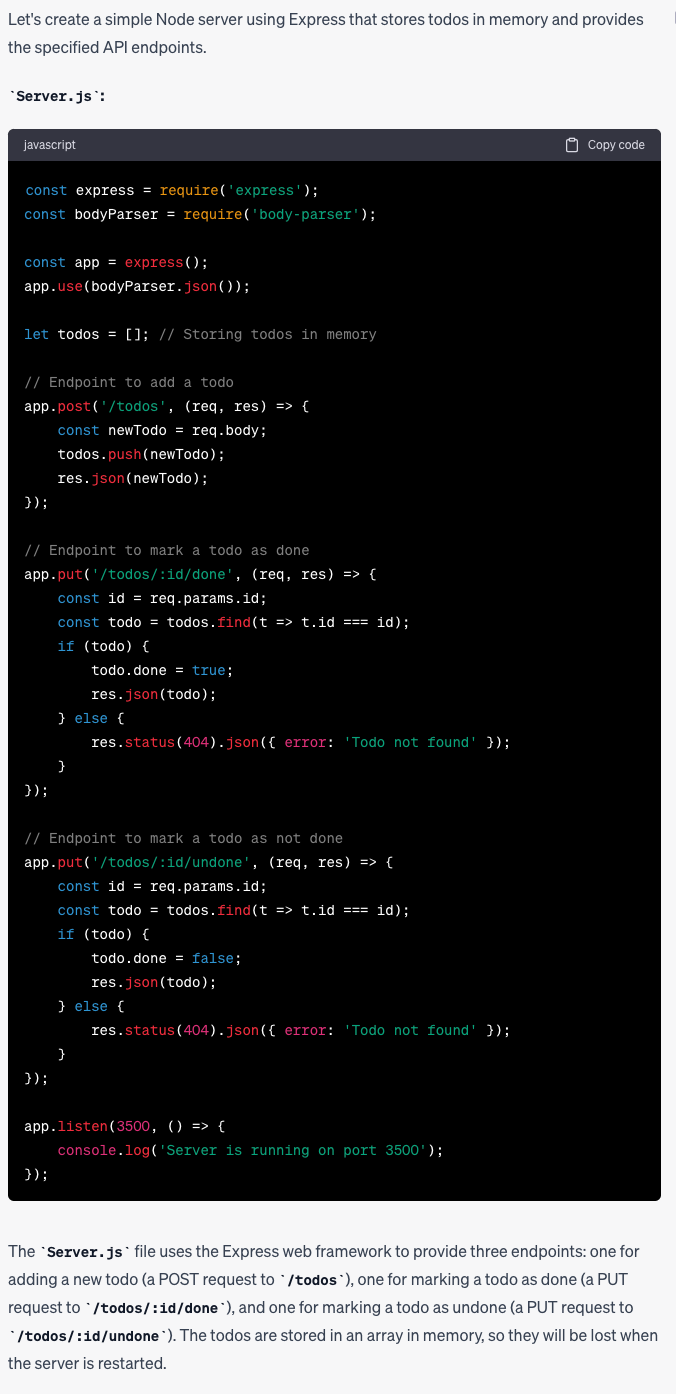 Let's create a simple Node server using Express that stores todos in memory and provides
the specified API endpoints.
`Server.js`:
javascript Copy code
const express = require('express');
const bodyParser = require('body-parser');
const app = express();
app.use(bodyParser.json());
let todos = []; // Storing todos in memory
// Endpoint to add a todo
app.post('/todos', (req, res) => {
    const newTodo = req.body;
    todos.push(newTodo);
    res.json(newTodo);
});
// Endpoint to mark a todo as done
app.put('/todos/:id/done', (req, res) => {
    const id = req.params.id;
    const todo = todos.find(t => t.id === id);
    if (todo) {
        todo.done = true;
        res.json(todo);
    } else {
        res.status(404).json({ error: 'Todo not found' });
    }
});
// Endpoint to mark a todo as not done
app.put('/todos/:id/undone', (req, res) => {
    const id = req.params.id;
    const todo = todos.find(t => t.id === id);
    if (todo) {
        todo.done = false;
        res.json(todo);
    } else {
        res.status(404).json({ error: 'Todo not found' });
    }
});
app.listen(3500, () => {
    console.log('Server is running on port 3500');
});
The `Server.js` file uses the Express web framework to provide three endpoints: one for
adding a new todo (a POST request to `/todos`), one for marking a todo as done (a PUT
request to `/todos/:id/done`), and one for marking a todo as undone (a PUT request to
`/todos/:id/undone`). The todos are stored in an array in memory, so they will be lost when
the server is restarted.